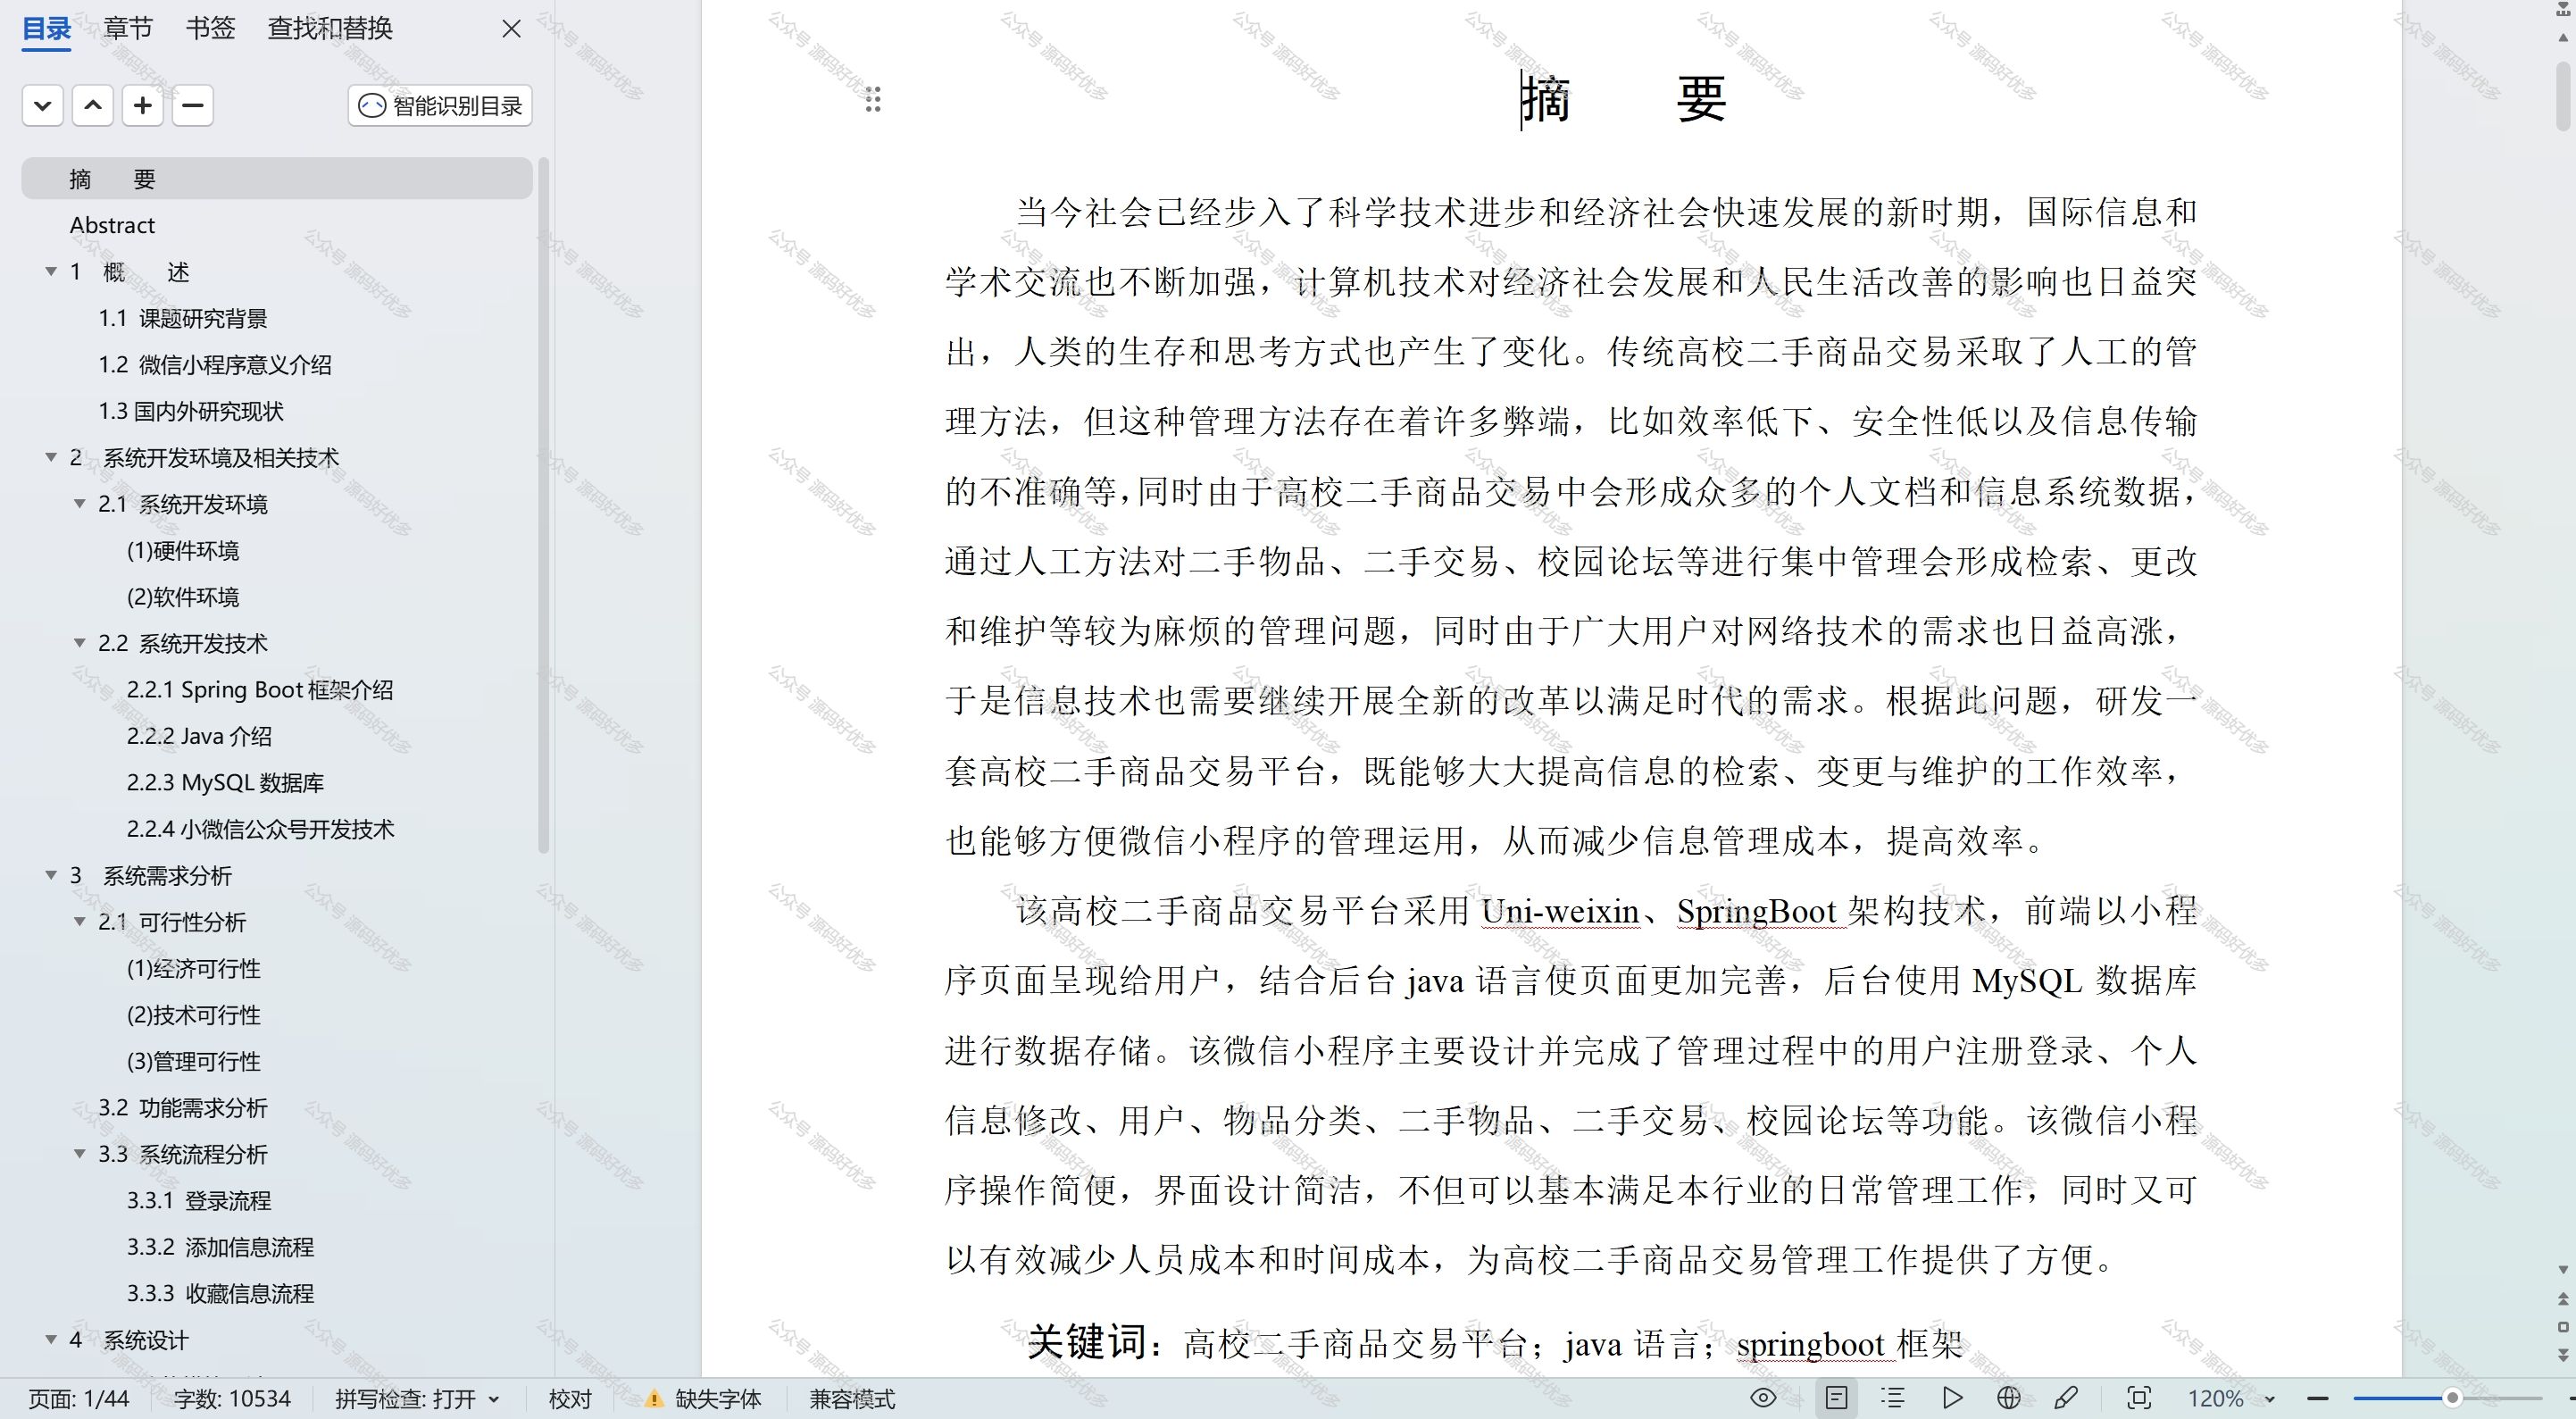 目录 章节 书签 查找和替换
智能识别目录
摘 要
Abstract
1 概 述
1.1 课题研究背景
1.2 微信小程序意义介绍
1.3 国内外研究现状
2 系统开发环境及相关技术
2.1 系统开发环境
(1)硬件环境
(2)软件环境
2.2 系统开发技术
2.2.1 Spring Boot 框架介绍
2.2.2 Java 介绍
2.2.3 MySQL 数据库
2.2.4 小微信公众号开发技术
3 系统需求分析
2.1 可行性分析
(1)经济可行性
(2)技术可行性
(3)管理可行性
3.2 功能需求分析
3.3 系统流程分析
3.3.1 登录流程
3.3.2 添加信息流程
3.3.3 收藏信息流程
4 系统设计
摘 要
当今社会已经步入了科学技术进步和经济社会快速发展的新时期，国际信息和
学术交流也不断加强，计算机技术对经济社会发展和人民生活改善的影响也日益突
出，人类的生存和思考方式也产生了变化。传统高校二手商品交易采取了人工的管
理方法，但这种管理方法存在着许多弊端，比如效率低下、安全性低以及信息传输
的不准确等，同时由于高校二手商品交易中会形成众多的个人文档和信息系统数据，
通过人工方法对二手物品、二手交易、校园论坛等进行集中管理会形成检索、更改
和维护等较为麻烦的管理问题，同时由于广大用户对网络技术的需求也日益高涨，
于是信息技术也需要继续开展全新的改革以满足时代的需求。根据此问题，研发一
套高校二手商品交易平台，既能够大大提高信息的检索、变更与维护的工作效率，
也能够方便微信小程序的管理运用，从而减少信息管理成本，提高效率。
该高校二手商品交易平台采用 Uni-weixin、SpringBoot 架构技术，前端以小程
序页面呈现给用户，结合后台 java 语言使页面更加完善，后台使用 MySQL 数据库
进行数据存储。该微信小程序主要设计并完成了管理过程中的用户注册登录、个人
信息修改、用户、物品分类、二手物品、二手交易、校园论坛等功能。该微信小程
序操作简便，界面设计简洁，不但可以基本满足本行业的日常管理工作，同时又可
以有效减少人员成本和时间成本，为高校二手商品交易管理工作提供了方便。
关键词：高校二手商品交易平台；java 语言；springboot 框架
页面: 1/44 字数: 10534 拼写检查: 打开 校对 缺失字体 兼容模式 120%
公众号 源码好优多